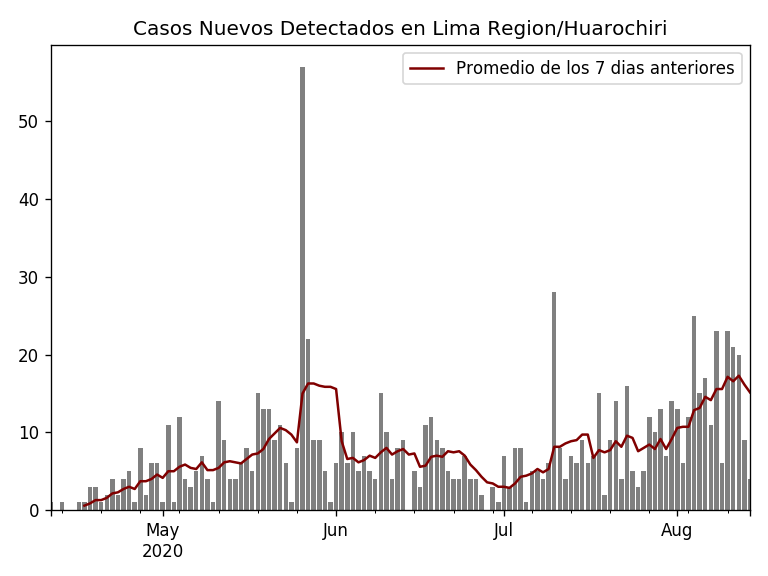 Casos Nuevos Detectados en Lima Region/Huarochiri
Promedio de los 7 dias anteriores
50
40
30
20
10
0
May
2020
Jun
Jul
Aug